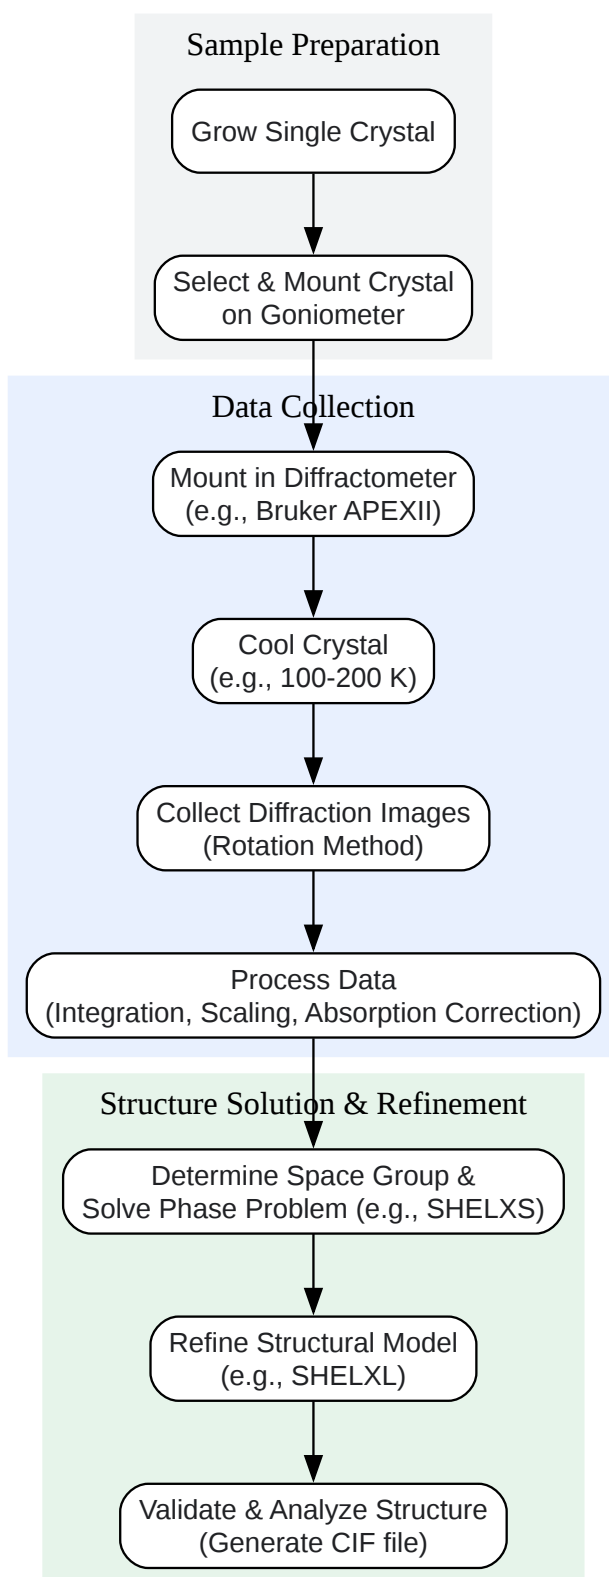 Sample Preparation
Grow Single Crystal
Select & Mount Crystal
on Goniometer
Data Collection
Mount in Diffractometer
(e.g., Bruker APEXII)
Cool Crystal
(e.g., 100-200 K)
Collect Diffraction Images
(Rotation Method)
Process Data
(Integration, Scaling, Absorption Correction)
Structure Solution & Refinement
Determine Space Group &
Solve Phase Problem (e.g., SHELXS)
Refine Structural Model
(e.g., SHELXL)
Validate & Analyze Structure
(Generate CIF file)